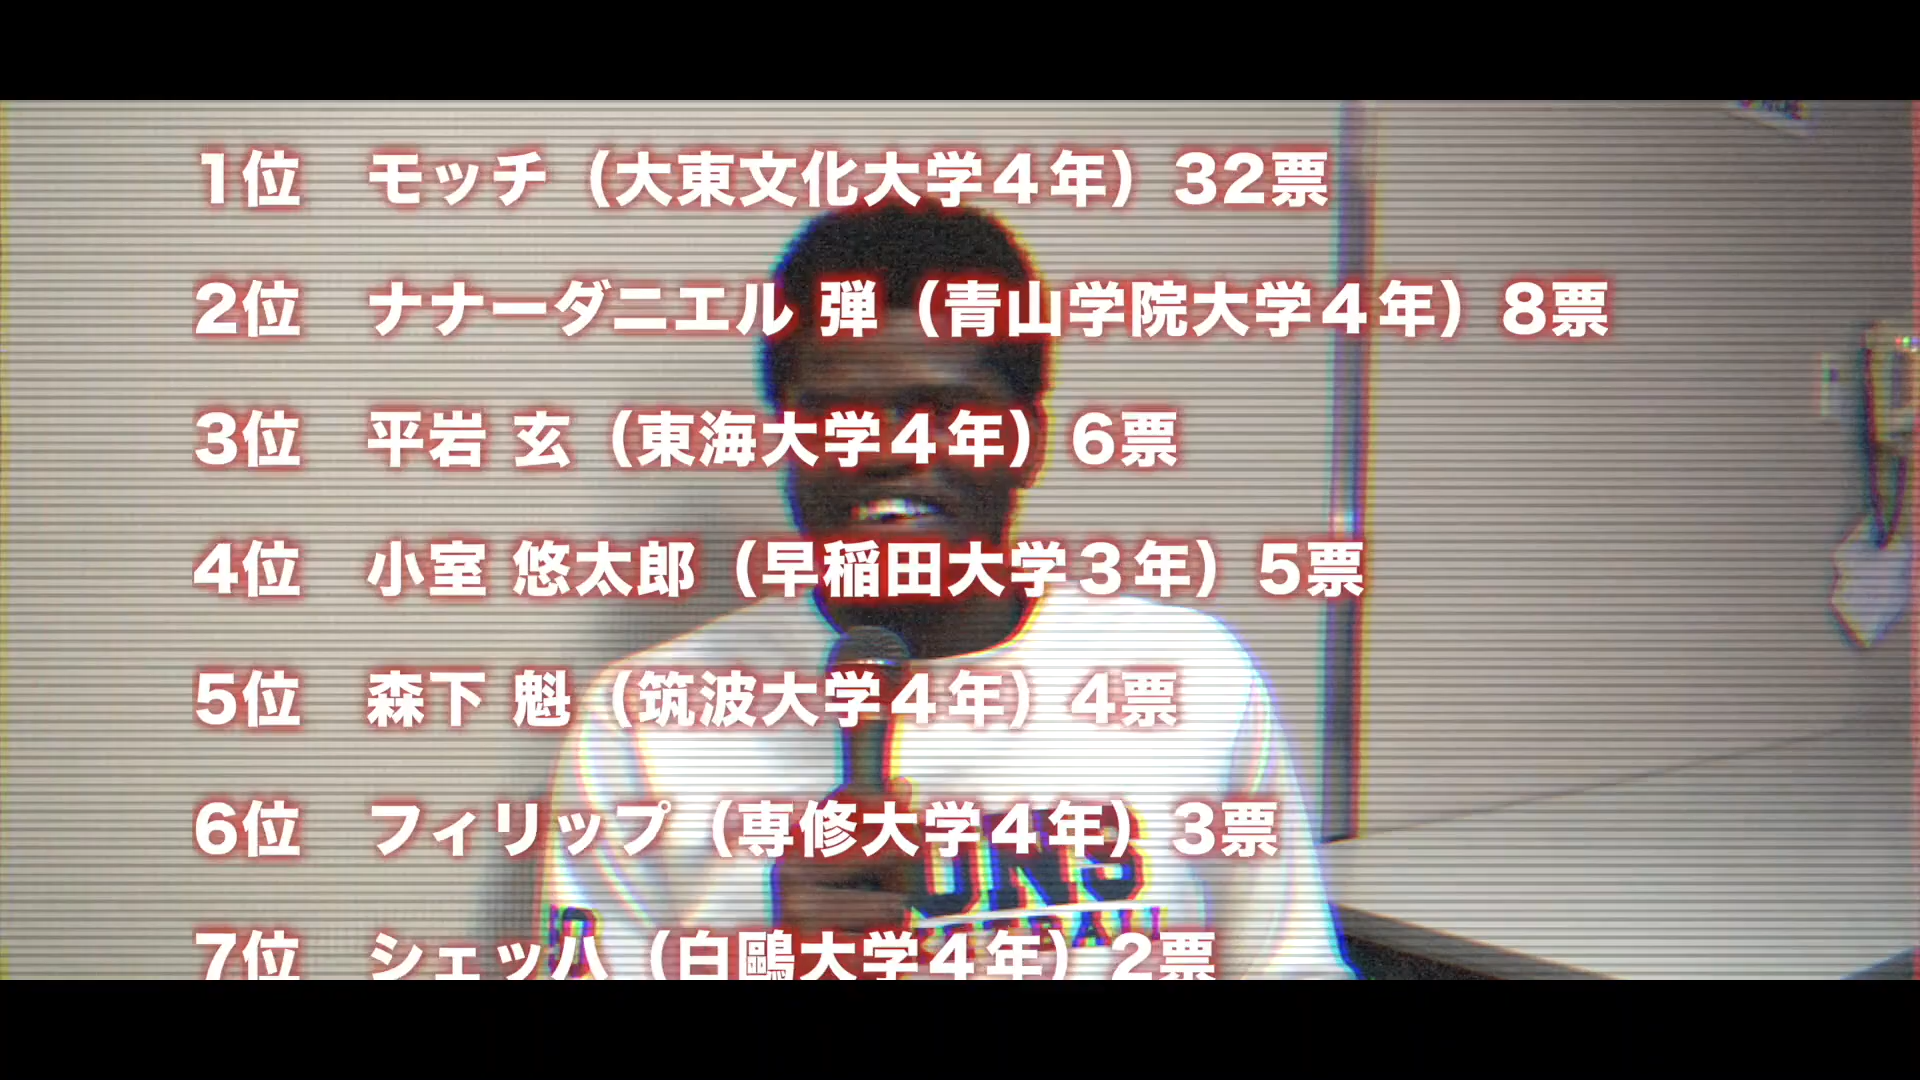 1位 モッチ（大東文化大学４年）32票
2位 ナナーダニエル 弾（青山学院大学４年）8票
3位 平岩 玄（東海大学４年）6票
4位 小室 悠太郎（早稲田大学３年）5票
5位 森下 魁（筑波大学４年）4票
6位 フィリップ（専修大学４年）3票
7位 シェッハ（白鷗大学４年）2票